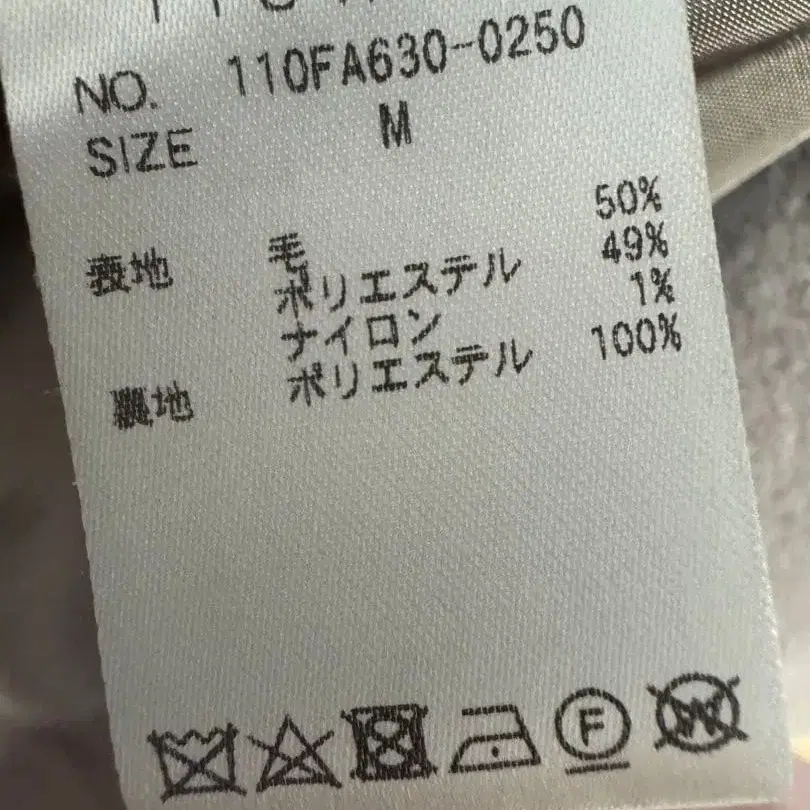 NO. 110FA630-0250
SIZE M
表地 毛 50%
ポリエステル 49%
ナイロン 1%
裏地 ポリエステル 100%
F
W